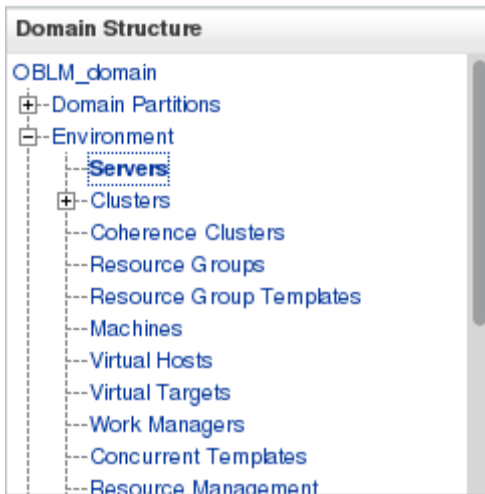 Domain Structure
OBLM_domain
Domain Partitions
Environment
Servers
Clusters
Coherence Clusters
Resource Groups
Resource Group Templates
Machines
Virtual Hosts
Virtual Targets
Work Managers
Concurrent Templates
Resource Management